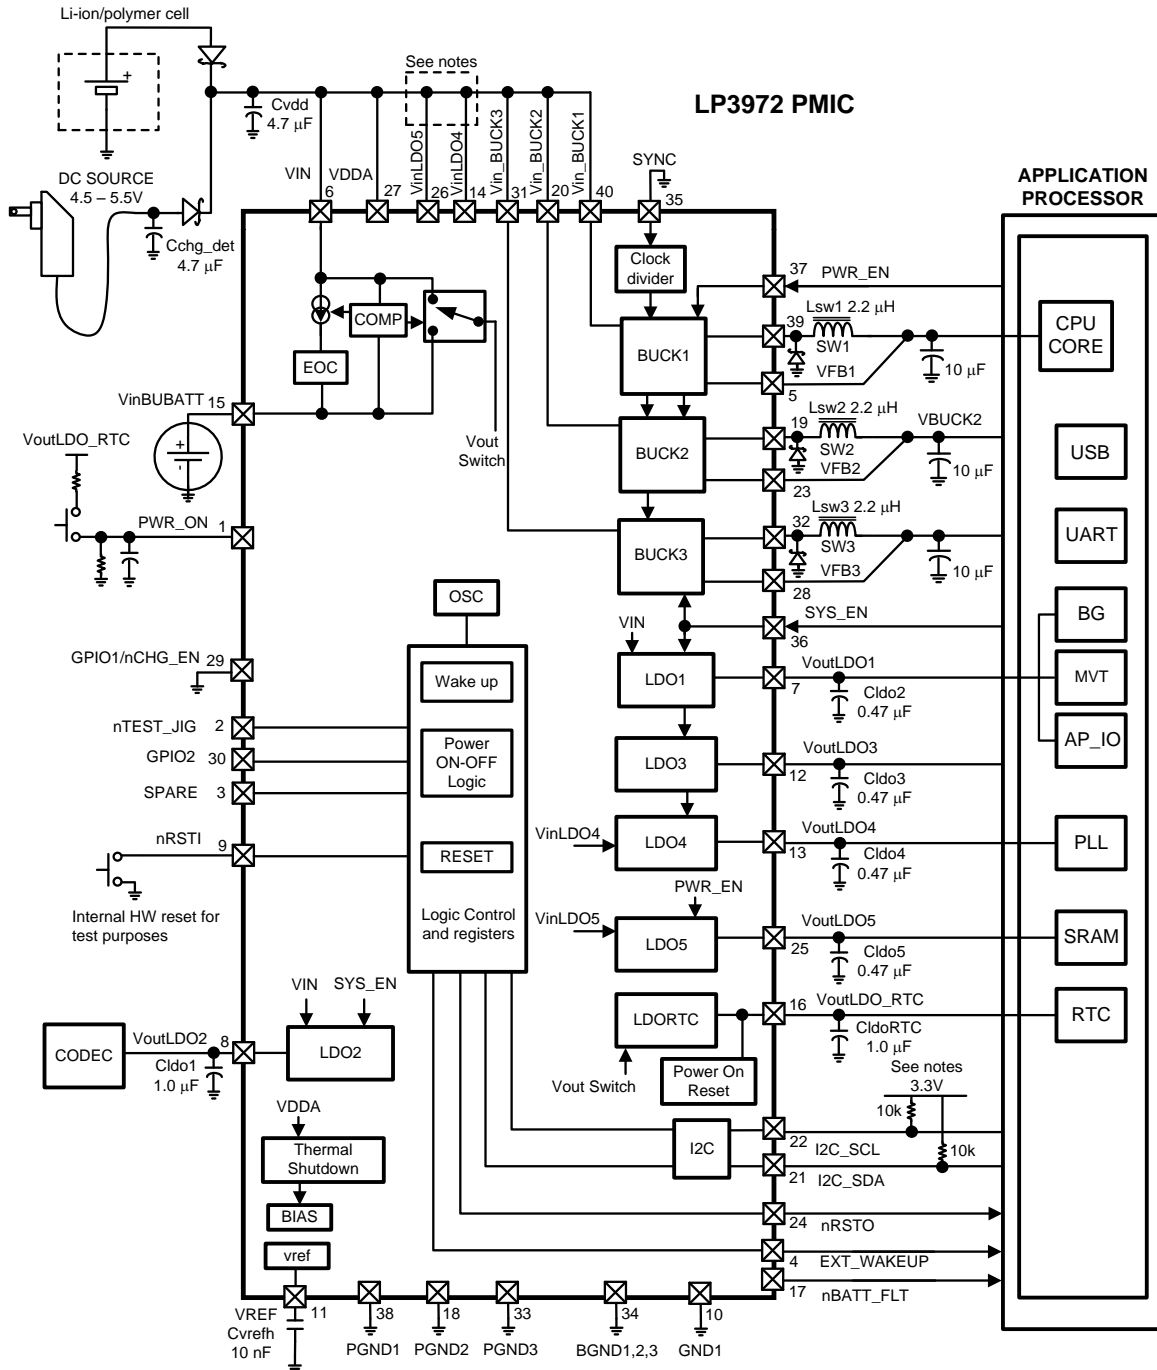 Li-ion/polymer cell
+
See notes
LP3972 PMIC
Cvdd
4.7 μF
DC SOURCE
4.5 – 5.5V
Cchg_det
4.7 μF
VIN
6
VDDA
27
VinLDO5
26
VinLDO4
14
Vin_BUCK3
31
Vin_BUCK2
20
Vin_BUCK1
40
SYNC
35
APPLICATION
PROCESSOR
Clock
divider
37
PWR_EN
COMP
EOC
BUCK1
39
Lsw1 2.2 μH
SW1
VFB1
5
10 μF
CPU
CORE
VinBUBATT
15
+
-
Vout
Switch
BUCK2
19
Lsw2 2.2 μH
SW2
VFB2
23
VBUCK2
10 μF
USB
VoutLDO_RTC
PWR_ON
1
BUCK3
32
Lsw3 2.2 μH
SW3
VFB3
28
10 μF
UART
OSC
VIN
SYS_EN
36
BG
GPIO1/nCHG_EN
29
Wake up
LDO1
VoutLDO1
7
Cldo2
0.47 μF
MVT
nTEST_JIG
2
GPIO2
30
SPARE
3
Power
ON-OFF
Logic
LDO3
VoutLDO3
12
Cldo3
0.47 μF
AP_IO
nRSTI
9
RESET
VinLDO4
LDO4
VoutLDO4
13
Cldo4
0.47 μF
PLL
Internal HW reset for
test purposes
Logic Control
and registers
PWR_EN
VinLDO5
LDO5
VoutLDO5
25
Cldo5
0.47 μF
SRAM
VIN
SYS_EN
LDORTC
16
VoutLDO_RTC
CldoRTC
1.0 μF
RTC
CODEC
VoutLDO2
8
Cldo1
1.0 μF
LDO2
Vout Switch
Power On
Reset
See notes
3.3V
10k
10k
VDDA
Thermal
Shutdown
I2C
22
I2C_SCL
21
I2C_SDA
BIAS
24
nRSTO
vref
4
EXT_WAKEUP
17
nBATT_FLT
VREF
11
Cvrefh
10 nF
38
PGND1
18
PGND2
33
PGND3
34
BGND1,2,3
10
GND1